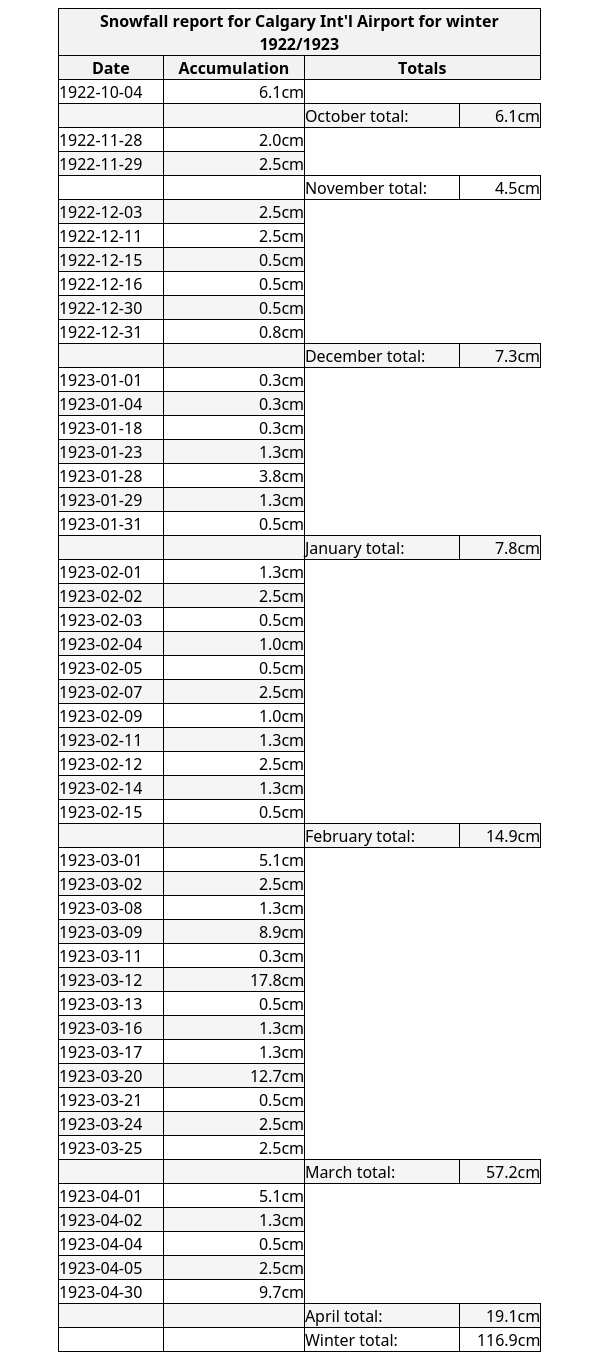 Snowfall report for Calgary Int'l Airport for winter
1922/1923
Date Accumulation Totals
1922-10-04 6.1cm
October total: 6.1cm
1922-11-28 2.0cm
1922-11-29 2.5cm
November total: 4.5cm
1922-12-03 2.5cm
1922-12-11 2.5cm
1922-12-15 0.5cm
1922-12-16 0.5cm
1922-12-30 0.5cm
1922-12-31 0.8cm
December total: 7.3cm
1923-01-01 0.3cm
1923-01-04 0.3cm
1923-01-18 0.3cm
1923-01-23 1.3cm
1923-01-28 3.8cm
1923-01-29 1.3cm
1923-01-31 0.5cm
January total: 7.8cm
1923-02-01 1.3cm
1923-02-02 2.5cm
1923-02-03 0.5cm
1923-02-04 1.0cm
1923-02-05 0.5cm
1923-02-07 2.5cm
1923-02-09 1.0cm
1923-02-11 1.3cm
1923-02-12 2.5cm
1923-02-14 1.3cm
1923-02-15 0.5cm
February total: 14.9cm
1923-03-01 5.1cm
1923-03-02 2.5cm
1923-03-08 1.3cm
1923-03-09 8.9cm
1923-03-11 0.3cm
1923-03-12 17.8cm
1923-03-13 0.5cm
1923-03-16 1.3cm
1923-03-17 1.3cm
1923-03-20 12.7cm
1923-03-21 0.5cm
1923-03-24 2.5cm
1923-03-25 2.5cm
March total: 57.2cm
1923-04-01 5.1cm
1923-04-02 1.3cm
1923-04-04 0.5cm
1923-04-05 2.5cm
1923-04-30 9.7cm
April total: 19.1cm
Winter total: 116.9cm